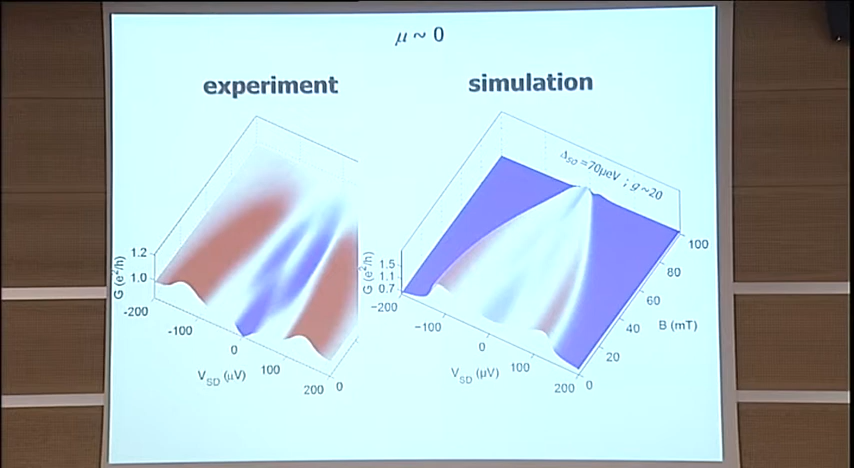 μ ~ 0
experiment
simulation
Δso =70μeV ; g~20
G (e²/h)
1.2
1.0
-200
-100
0
100
200
0
V_SD (μV)
G (e²/h)
1.5
1.1
0.7
-200
-100
0
100
200
V_SD (μV)
0
20
40
60
80
100
B (mT)